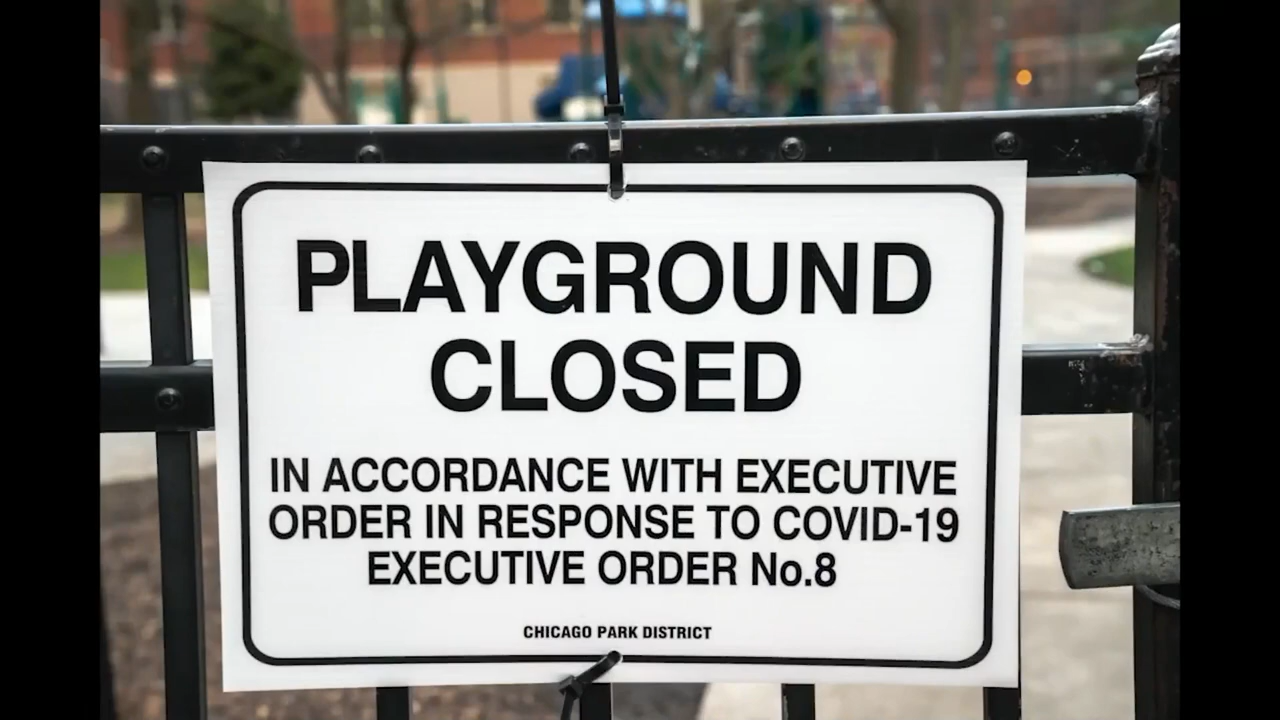 PLAYGROUND
CLOSED
IN ACCORDANCE WITH EXECUTIVE
ORDER IN RESPONSE TO COVID-19
EXECUTIVE ORDER No.8
CHICAGO PARK DISTRICT